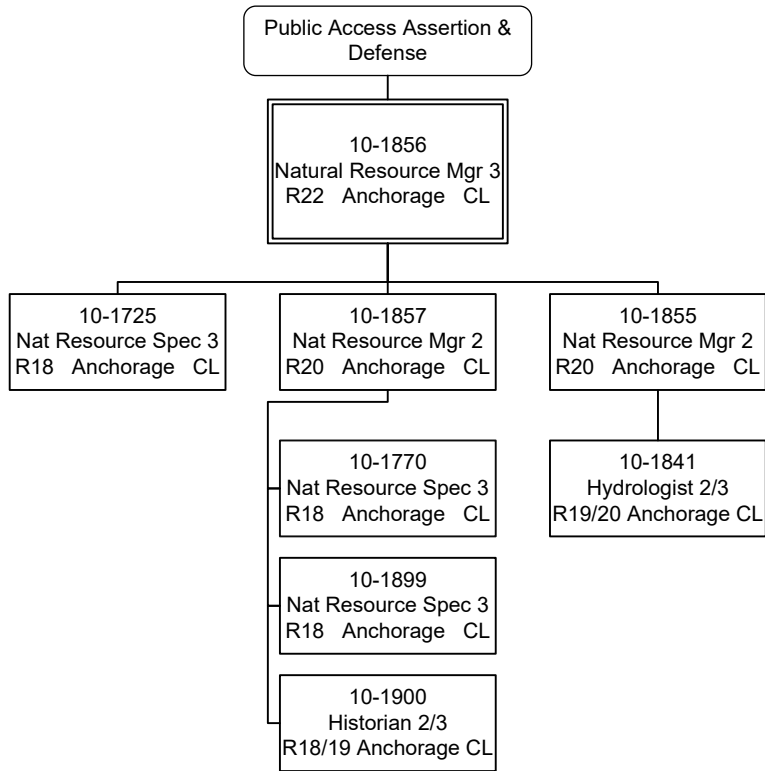 Public Access Assertion &
Defense
10-1856
Natural Resource Mgr 3
R22 Anchorage CL
10-1725
Nat Resource Spec 3
R18 Anchorage CL
10-1857
Nat Resource Mgr 2
R20 Anchorage CL
10-1855
Nat Resource Mgr 2
R20 Anchorage CL
10-1770
Nat Resource Spec 3
R18 Anchorage CL
10-1841
Hydrologist 2/3
R19/20 Anchorage CL
10-1899
Nat Resource Spec 3
R18 Anchorage CL
10-1900
Historian 2/3
R18/19 Anchorage CL